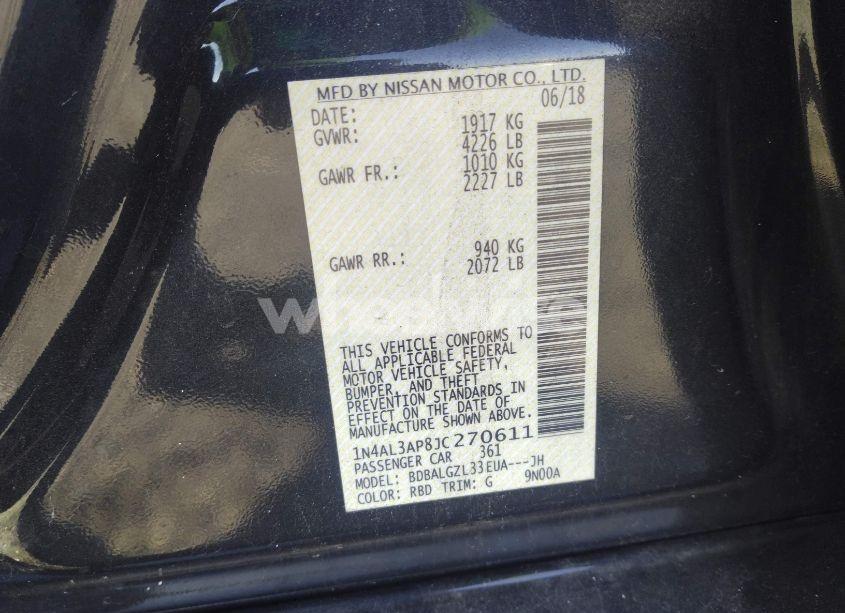 MFD BY NISSAN MOTOR CO., LTD.
DATE: 06/18
GVWR: 1917 KG
4226 LB
GAWR FR.: 1010 KG
2227 LB
GAWR RR.: 940 KG
2072 LB
THIS VEHICLE CONFORMS TO
ALL APPLICABLE FEDERAL
MOTOR VEHICLE SAFETY,
BUMPER, AND THEFT
PREVENTION STANDARDS IN
EFFECT ON THE DATE OF
MANUFACTURE SHOWN ABOVE.
1N4AL3AP8JC270611
PASSENGER CAR 361
MODEL: BDBALGZL33EUA---JH
COLOR: RBD TRIM: G 9N00A